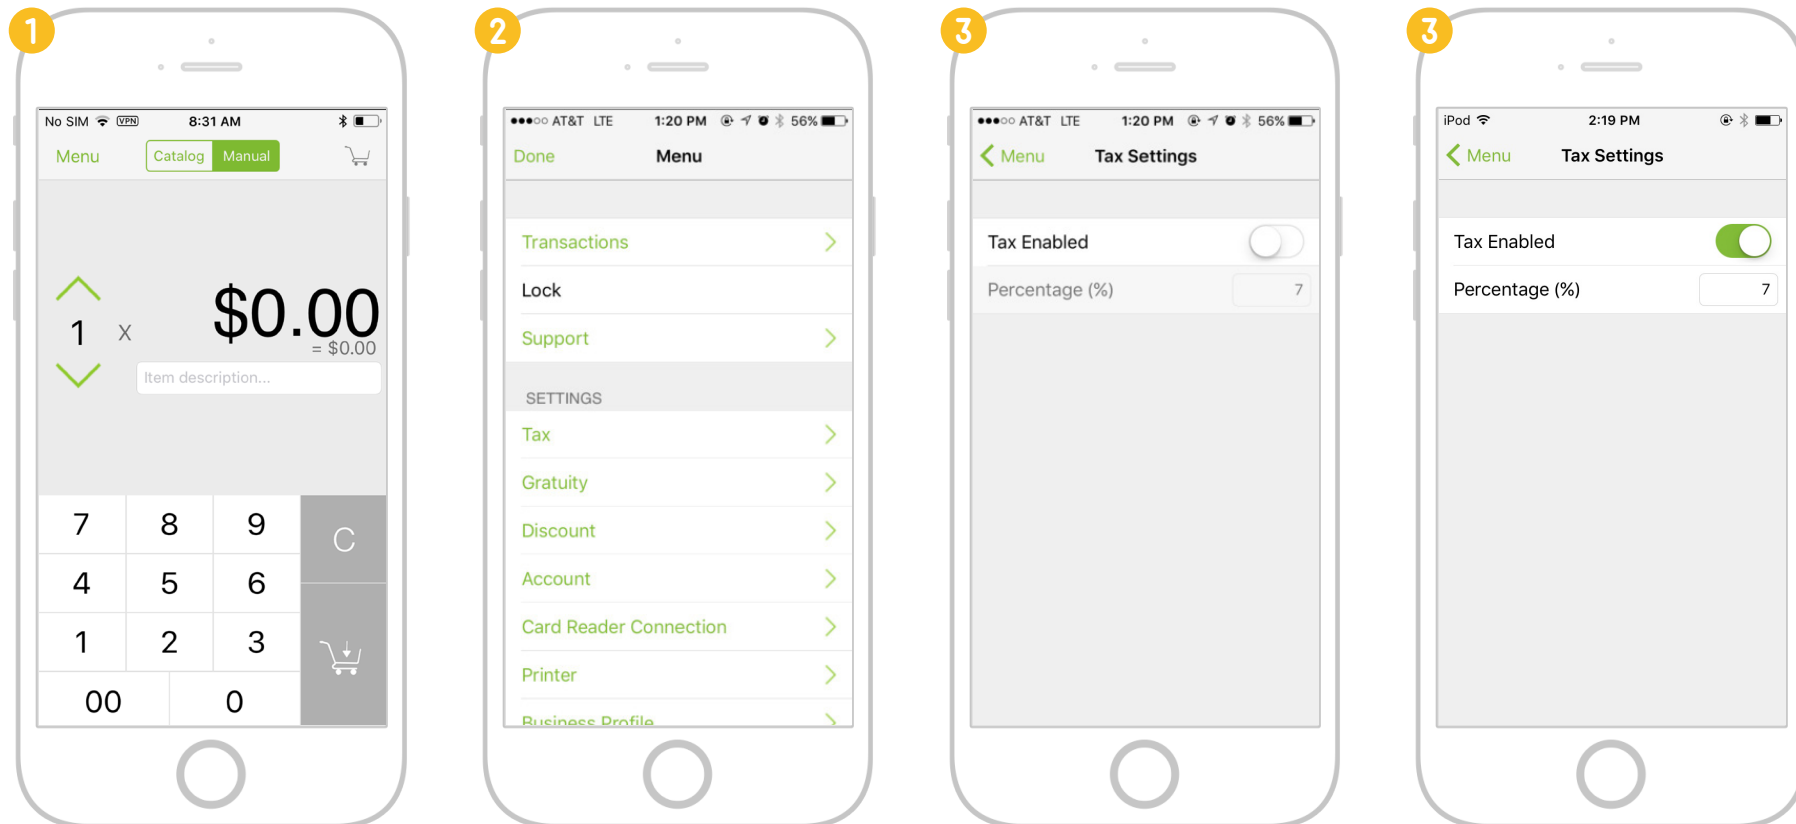 1
No SIM VPN 8:31 AM
Menu Catalog Manual
$0.00
1 X
= $0.00
Item description...
7 8 9
C
4 5 6
1 2 3
00 0
2
AT&T LTE 1:20 PM 56%
Done Menu
Transactions
Lock
Support
SETTINGS
Tax
Gratuity
Discount
Account
Card Reader Connection
Printer
Business Profile
3
AT&T LTE 1:20 PM 56%
Menu Tax Settings
Tax Enabled
Percentage (%) 7
3
iPod 2:19 PM
Menu Tax Settings
Tax Enabled
Percentage (%) 7